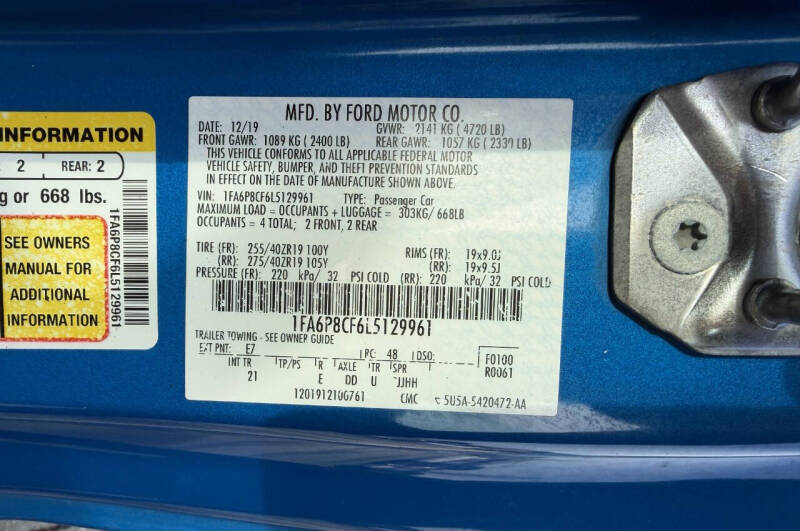 INFORMATION
: 2 REAR: 2
g or 668 lbs.
SEE OWNERS
MANUAL FOR
ADDITIONAL
INFORMATION
1FA6P8CF6L5129961
MFD. BY FORD MOTOR CO.
DATE: 12/19 GVWR: 2141 KG ( 4720 LB)
FRONT GAWR: 1089 KG ( 2400 LB) REAR GAWR: 1057 KG ( 2330 LB)
THIS VEHICLE CONFORMS TO ALL APPLICABLE FEDERAL MOTOR
VEHICLE SAFETY, BUMPER, AND THEFT PREVENTION STANDARDS
IN EFFECT ON THE DATE OF MANUFACTURE SHOWN ABOVE.
VIN: 1FA6P8CF6L5129961 TYPE: Passenger Car
MAXIMUM LOAD = OCCUPANTS + LUGGAGE = 303KG/ 668LB
OCCUPANTS = 4 TOTAL; 2 FRONT, 2 REAR
TIRE (FR): 255/40ZR19 100Y RIMS (FR): 19x9.0J
(RR): 275/40ZR19 105Y (RR): 19x9.5J
PRESSURE (FR): 220 kPa/ 32 PSI COLD (RR): 220 kPa/ 32 PSI COLD
1FA6P8CF6L5129961
TRAILER TOWING - SEE OWNER GUIDE
EXT PNT: E7 RC: 48 DSO: F0100
INT TR TP/PS R AXLE TR SPR R0061
21 E DD U JJHH
CMC 5U5A-5420472-AA